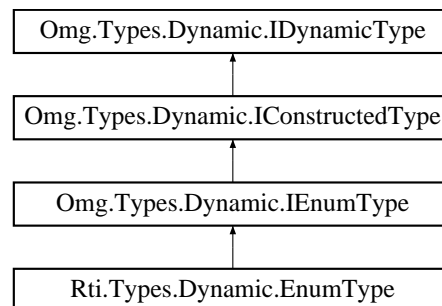 Omg.Types.Dynamic.IDynamicType
Omg.Types.Dynamic.IConstructedType
Omg.Types.Dynamic.IEnumType
Rti.Types.Dynamic.EnumType